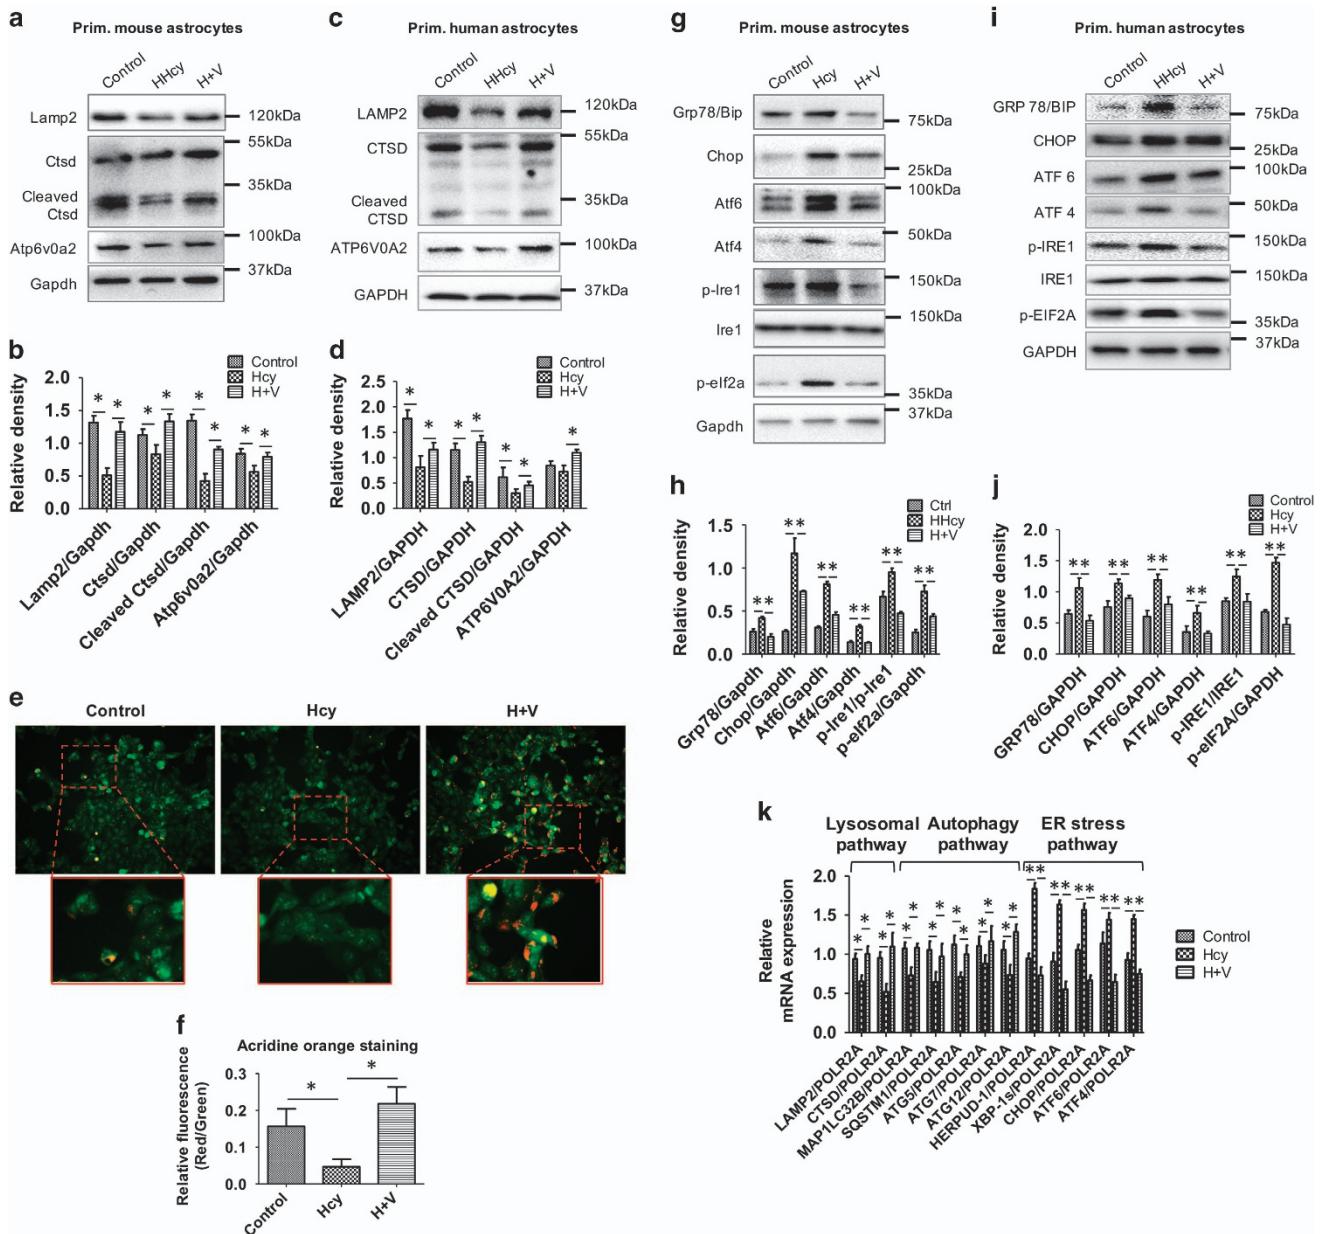 a
Prim. mouse astrocytes
Control
HHcy
H+V
Lamp2
120kDa
Ctsd
55kDa
Cleaved
Ctsd
35kDa
Atp6v0a2
100kDa
Gapdh
37kDa
b
Relative density
1.5
1.0
0.5
0.0
Control
Hcy
H+V
* * * * * * * *
Lamp2/Gapdh
Ctsd/Gapdh
Cleaved Ctsd/Gapdh
Atp6v0a2/Gapdh
c
Prim. human astrocytes
Control
HHcy
H+V
LAMP2
120kDa
CTSD
55kDa
Cleaved
CTSD
35kDa
ATP6V0A2
100kDa
GAPDH
37kDa
d
Relative density
2.5
2.0
1.5
1.0
0.5
0.0
Control
Hcy
H+V
* * * * * * *
LAMP2/GAPDH
CTSD/GAPDH
Cleaved CTSD/GAPDH
ATP6V0A2/GAPDH
e
Control
Hcy
H+V
f
Acridine orange staining
Relative fluorescence
(Red/Green)
0.3
0.2
0.1
0.0
* *
Control
Hcy
H+V
g
Prim. mouse astrocytes
Control
Hcy
H+V
Grp78/Bip
75kDa
Chop
25kDa
Atf6
100kDa
Atf4
50kDa
p-Ire1
150kDa
Ire1
150kDa
p-eIf2a
35kDa
Gapdh
37kDa
h
Relative density
1.5
1.0
0.5
0.0
Ctrl
HHcy
H+V
** ** ** ** ** **
Grp78/Gapdh
Chop/Gapdh
Atf6/Gapdh
Atf4/Gapdh
p-Ire1/p-Ire1
p-eIf2a/Gapdh
i
Prim. human astrocytes
Control
HHcy
H+V
GRP 78/BIP
75kDa
CHOP
25kDa
ATF 6
100kDa
ATF 4
50kDa
p-IRE1
150kDa
IRE1
150kDa
p-EIF2A
35kDa
GAPDH
37kDa
j
Relative density
2.0
1.5
1.0
0.5
0.0
Control
Hcy
H+V
** ** ** ** ** **
GRP78/GAPDH
CHOP/GAPDH
ATF6/GAPDH
ATF4/GAPDH
p-IRE1/IRE1
p-eIF2A/GAPDH
k
Lysosomal
pathway
Autophagy
pathway
ER stress
pathway
Relative
mRNA expression
2.0
1.5
1.0
0.5
0.0
* * * * * * * * * * * * * * ** ** ** ** **
Control
Hcy
H+V
LAMP2/POLR2A
CTSD/POLR2A
MAP1LC32B/POLR2A
SQSTM1/POLR2A
ATG5/POLR2A
ATG7/POLR2A
ATG12/POLR2A
HERPUD-1/POLR2A
XBP-1s/POLR2A
CHOP/POLR2A
ATF6/POLR2A
ATF4/POLR2A